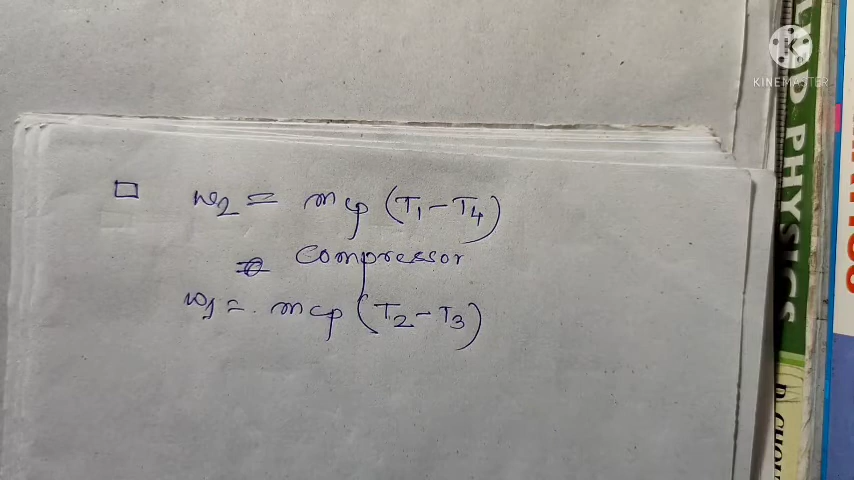 KINEMASTER
□ w₂ = mcp (T₁ - T₄)
Compressor
w₁ = mcp (T₂ - T₃)
PHYSICS